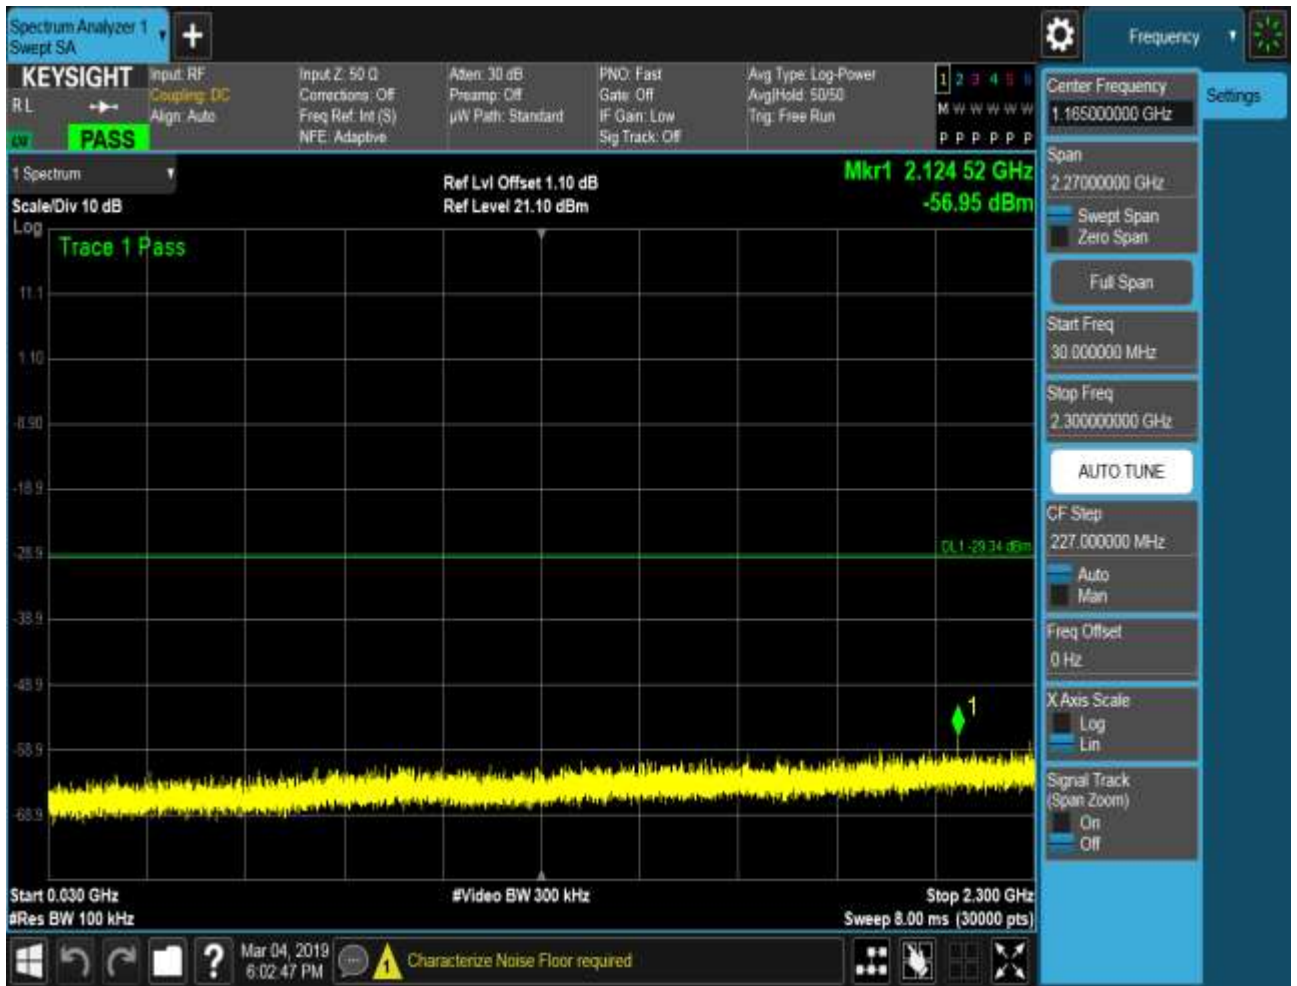 Spectrum Analyzer 1
Swept SA
Frequency
KEYSIGHT
R L
PASS
Input: RF
Coupling: DC
Align: Auto
Input Z: 50 Ω
Corrections: Off
Freq Ref: Int (S)
NFE: Adaptive
Atten: 30 dB
Preamp: Off
µW Path: Standard
PNO: Fast
Gate: Off
IF Gain: Low
Sig Track: Off
Avg Type: Log-Power
Avg|Hold: 50/50
Trig: Free Run
1 2 3 4 5 6
M W W W W W
P P P P P P
1 Spectrum
Scale/Div 10 dB
Ref Lvl Offset 1.10 dB
Ref Level 21.10 dBm
Mkr1 2.124 52 GHz
-56.95 dBm
Log
Trace 1 Pass
11.1
1.10
-8.90
-18.9
-28.9
DL1 -29.34 dBm
-38.9
-48.9
1
-58.9
-68.9
Start 0.030 GHz
#Res BW 100 kHz
#Video BW 300 kHz
Stop 2.300 GHz
Sweep 8.00 ms (30000 pts)
Center Frequency
1.165000000 GHz
Settings
Span
2.27000000 GHz
Swept Span
Zero Span
Full Span
Start Freq
30.000000 MHz
Stop Freq
2.300000000 GHz
AUTO TUNE
CF Step
227.000000 MHz
Auto
Man
Freq Offset
0 Hz
X Axis Scale
Log
Lin
Signal Track
(Span Zoom)
On
Off
?
Mar 04, 2019
6:02:47 PM
1
Characterize Noise Floor required